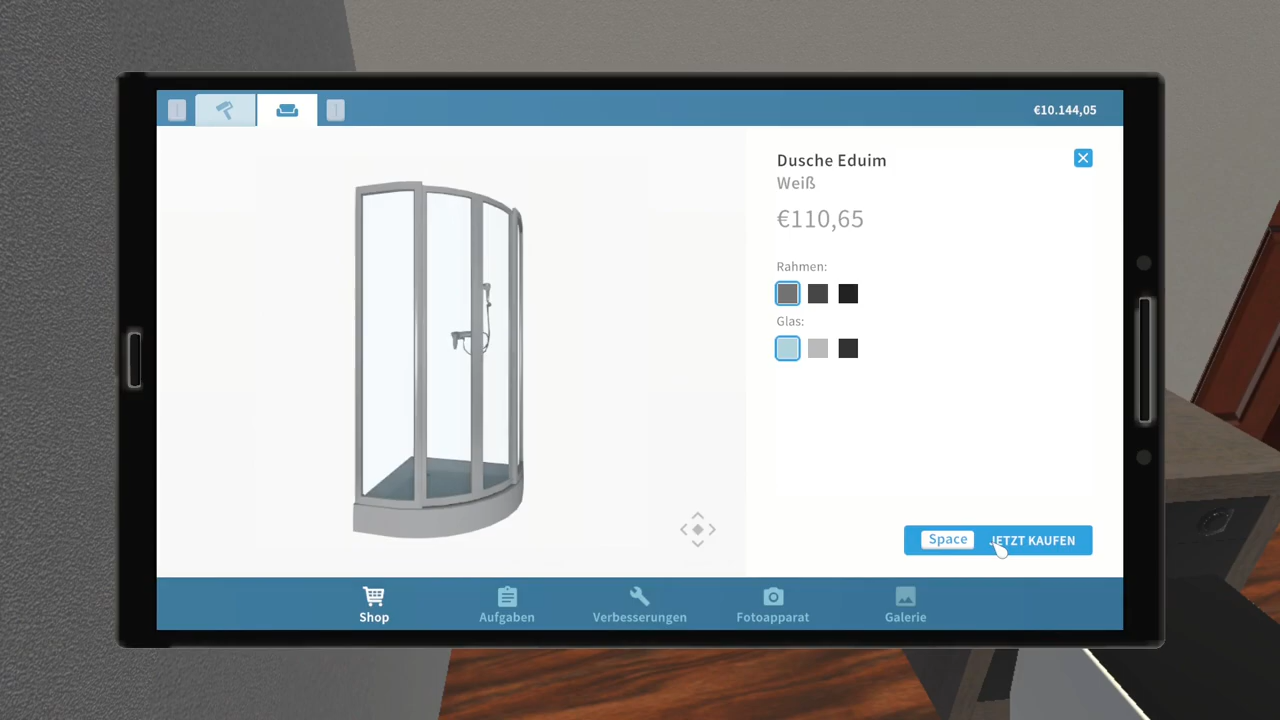 €10.144,05
Dusche Eduim
Weiß
€110,65
Rahmen:
Glas:
Space JETZT KAUFEN
Shop Aufgaben Verbesserungen Fotoapparat Galerie